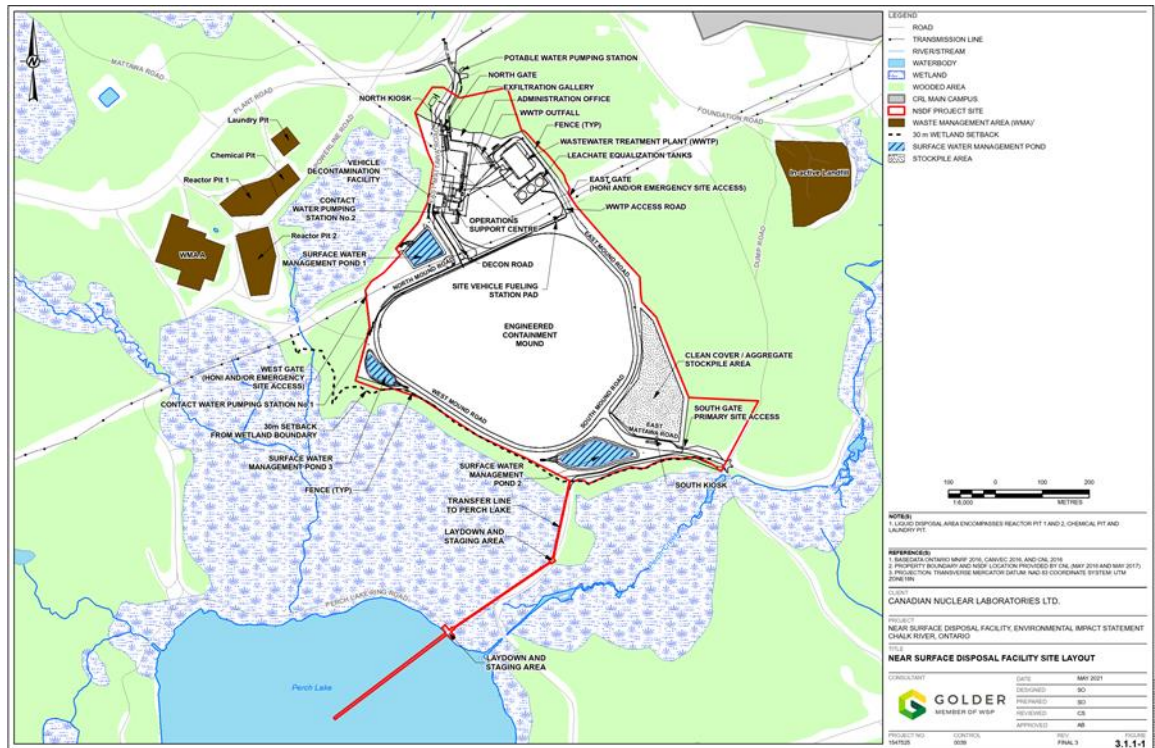 MATTAWA ROAD
PLANT ROAD
POWERLINE ROAD
FOUNDATION ROAD
DUMP ROAD
N
POTABLE WATER PUMPING STATION
NORTH GATE
EXFILTRATION GALLERY
NORTH KIOSK
ADMINISTRATION OFFICE
WWTP OUTFALL
FENCE (TYP)
WASTEWATER TREATMENT PLANT (WWTP)
LEACHATE EQUALIZATION TANKS
Laundry Pit
Chemical Pit
VEHICLE
DECONTAMINATION
FACILITY
Reactor Pit 1
In-active Landfill
EAST GATE
(HONI AND/OR EMERGENCY
SITE ACCESS)
CONTACT
WATER PUMPING
STATION No.2
WWTP ACCESS ROAD
OPERATIONS
SUPPORT CENTRE
Reactor Pit 2
WMA A
SURFACE WATER
MANAGEMENT POND 1
EAST MOUND ROAD
DECON ROAD
NORTH MOUND ROAD
SITE VEHICLE FUELING
STATION PAD
ENGINEERED
CONTAINMENT
MOUND
CLEAN COVER / AGGREGATE
STOCKPILE AREA
WEST GATE
(HONI AND/OR EMERGENCY
SITE ACCESS)
CONTACT WATER PUMPING STATION No.1
WEST MOUND ROAD
SOUTH MOUND ROAD
SOUTH GATE
PRIMARY SITE ACCESS
30m SETBACK
FROM WETLAND BOUNDARY
EAST
MATTAWA ROAD
SURFACE WATER
MANAGEMENT POND 3
SURFACE WATER
MANAGEMENT
POND 2
SOUTH KIOSK
FENCE (TYP)
TRANSFER LINE
TO PERCH LAKE
LAYDOWN AND
STAGING AREA
PERCH LAKE RING ROAD
LAYDOWN AND
STAGING AREA
Perch Lake
LEGEND
ROAD
TRANSMISSION LINE
RIVER/STREAM
WATERBODY
WETLAND
WOODED AREA
CRL MAIN CAMPUS
NSDF PROJECT SITE
WASTE MANAGEMENT AREA (WMA)/
30 m WETLAND SETBACK
SURFACE WATER MANAGEMENT POND
STOCKPILE AREA
100 0 100 200
1:6,000 METRES
NOTE(S)
1. LIQUID DISPOSAL AREA ENCOMPASSES REACTOR PIT 1 AND 2, CHEMICAL PIT AND
LAUNDRY PIT.
REFERENCE(S)
1. BASEDATA ONTARIO MNRF 2016, CANVEC 2016, AND CNL 2016
2. PROPERTY BOUNDARY AND NSDF LOCATION PROVIDED BY CNL (MAY 2016 AND MAY 2017)
3. PROJECTION: TRANSVERSE MERCATOR DATUM: NAD 83 COORDINATE SYSTEM: UTM
ZONE18N
CLIENT
CANADIAN NUCLEAR LABORATORIES LTD.
PROJECT
NEAR SURFACE DISPOSAL FACILITY, ENVIRONMENTAL IMPACT STATEMENT
CHALK RIVER, ONTARIO
TITLE
NEAR SURFACE DISPOSAL FACILITY SITE LAYOUT
CONSULTANT
GOLDER
MEMBER OF WSP
DATE MAY 2021
DESIGNED SO
PREPARED SO
REVIEWED CS
APPROVED AB
PROJECT NO. CONTROL REV. FIGURE
1547525 0039 FINAL 3 3.1.1-1